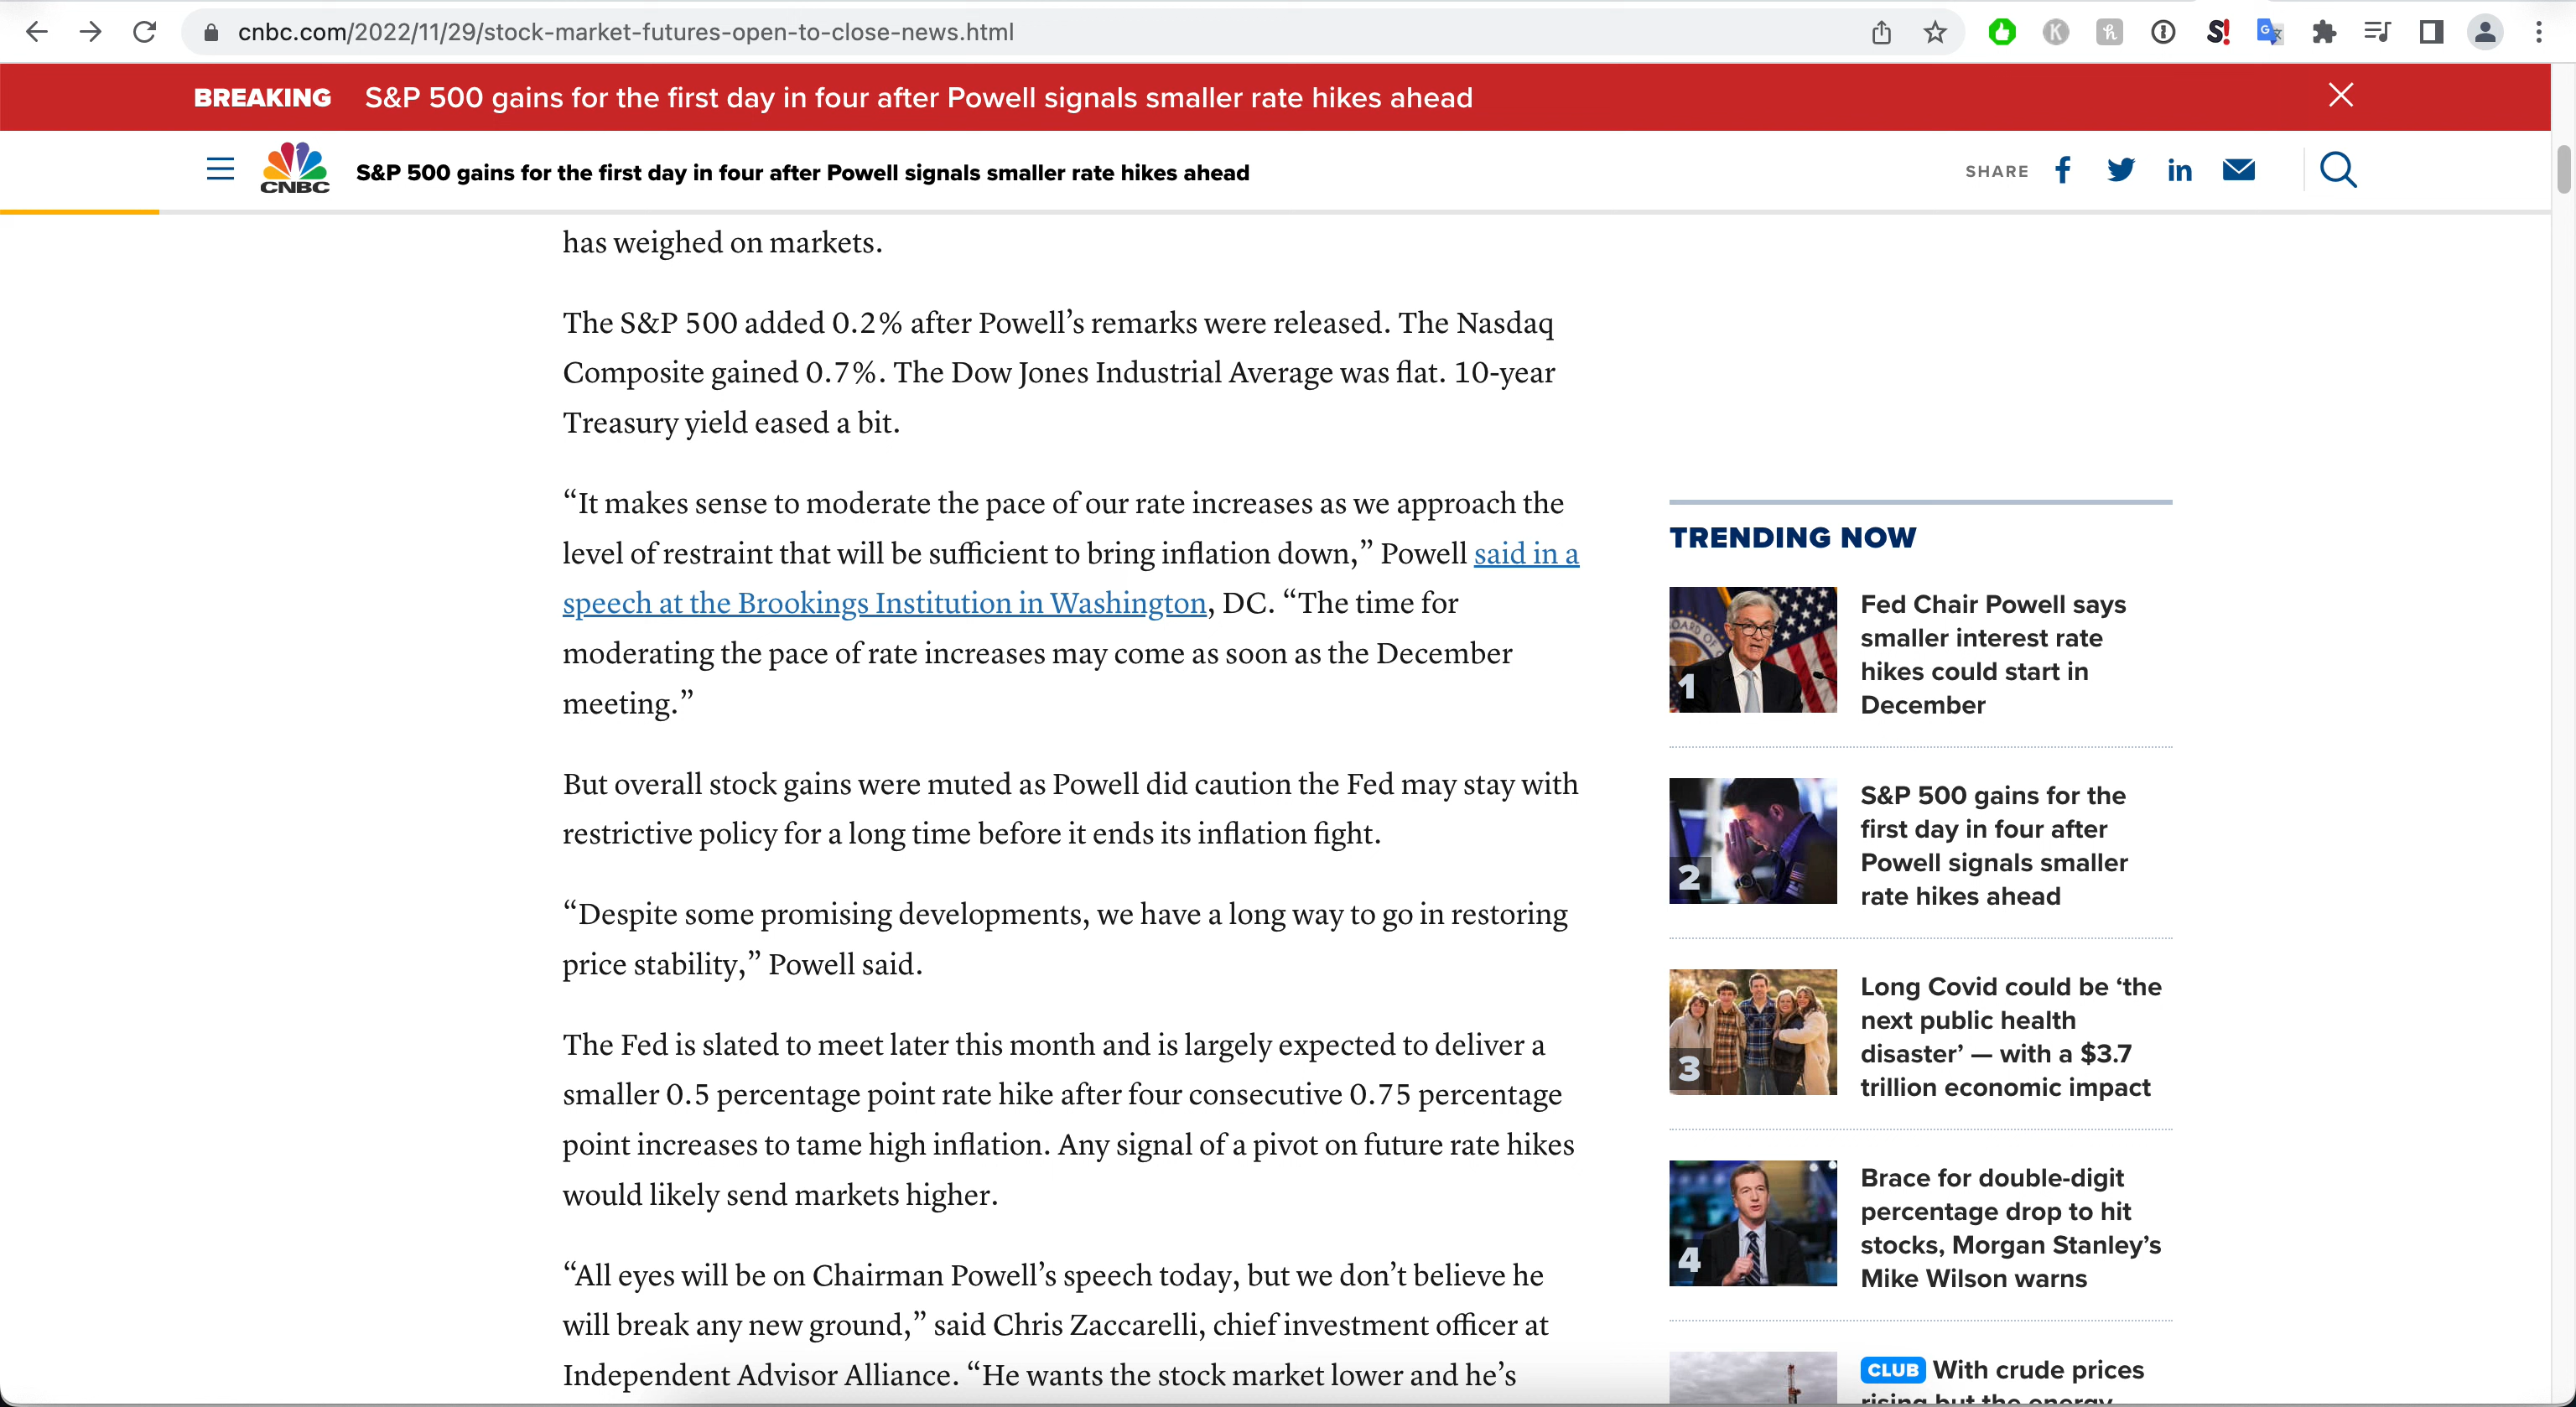 cnbc.com/2022/11/29/stock-market-futures-open-to-close-news.html
BREAKING S&P 500 gains for the first day in four after Powell signals smaller rate hikes ahead
CNBC
S&P 500 gains for the first day in four after Powell signals smaller rate hikes ahead
SHARE
has weighed on markets.
The S&P 500 added 0.2% after Powell’s remarks were released. The Nasdaq
Composite gained 0.7%. The Dow Jones Industrial Average was flat. 10-year
Treasury yield eased a bit.
“It makes sense to moderate the pace of our rate increases as we approach the
level of restraint that will be sufficient to bring inflation down,” Powell said in a
speech at the Brookings Institution in Washington, DC. “The time for
moderating the pace of rate increases may come as soon as the December
meeting.”
But overall stock gains were muted as Powell did caution the Fed may stay with
restrictive policy for a long time before it ends its inflation fight.
“Despite some promising developments, we have a long way to go in restoring
price stability,” Powell said.
The Fed is slated to meet later this month and is largely expected to deliver a
smaller 0.5 percentage point rate hike after four consecutive 0.75 percentage
point increases to tame high inflation. Any signal of a pivot on future rate hikes
would likely send markets higher.
“All eyes will be on Chairman Powell’s speech today, but we don’t believe he
will break any new ground,” said Chris Zaccarelli, chief investment officer at
Independent Advisor Alliance. “He wants the stock market lower and he’s
TRENDING NOW
1
Fed Chair Powell says
smaller interest rate
hikes could start in
December
2
S&P 500 gains for the
first day in four after
Powell signals smaller
rate hikes ahead
3
Long Covid could be ‘the
next public health
disaster’ — with a $3.7
trillion economic impact
4
Brace for double-digit
percentage drop to hit
stocks, Morgan Stanley’s
Mike Wilson warns
CLUB With crude prices
rising but the energy